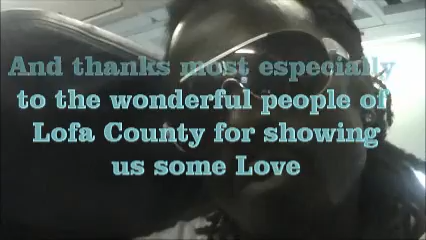 And thanks most especially
to the wonderful people of
Lofa County for showing
us some Love